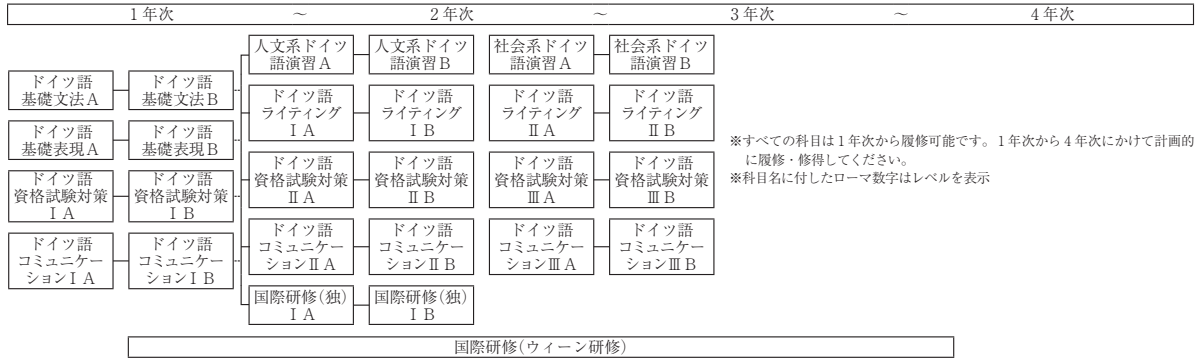 1年次 ～ 2年次 ～ 3年次 ～ 4年次
人文系ドイツ
語演習A
人文系ドイツ
語演習B
社会系ドイツ
語演習A
社会系ドイツ
語演習B
ドイツ語
基礎文法A
ドイツ語
基礎文法B
ドイツ語
ライティング
ⅠA
ドイツ語
ライティング
ⅠB
ドイツ語
ライティング
ⅡA
ドイツ語
ライティング
ⅡB
ドイツ語
基礎表現A
ドイツ語
基礎表現B
ドイツ語
資格試験対策
ⅠA
ドイツ語
資格試験対策
ⅠB
ドイツ語
資格試験対策
ⅡA
ドイツ語
資格試験対策
ⅡB
ドイツ語
資格試験対策
ⅢA
ドイツ語
資格試験対策
ⅢB
ドイツ語
コミュニケー
ションⅠA
ドイツ語
コミュニケー
ションⅠB
ドイツ語
コミュニケー
ションⅡA
ドイツ語
コミュニケー
ションⅡB
ドイツ語
コミュニケー
ションⅢA
ドイツ語
コミュニケー
ションⅢB
国際研修(独)
ⅠA
国際研修(独)
ⅠB
※すべての科目は1年次から履修可能です。1年次から4年次にかけて計画的
に履修・修得してください。
※科目名に付したローマ数字はレベルを表示
国際研修(ウィーン研修)